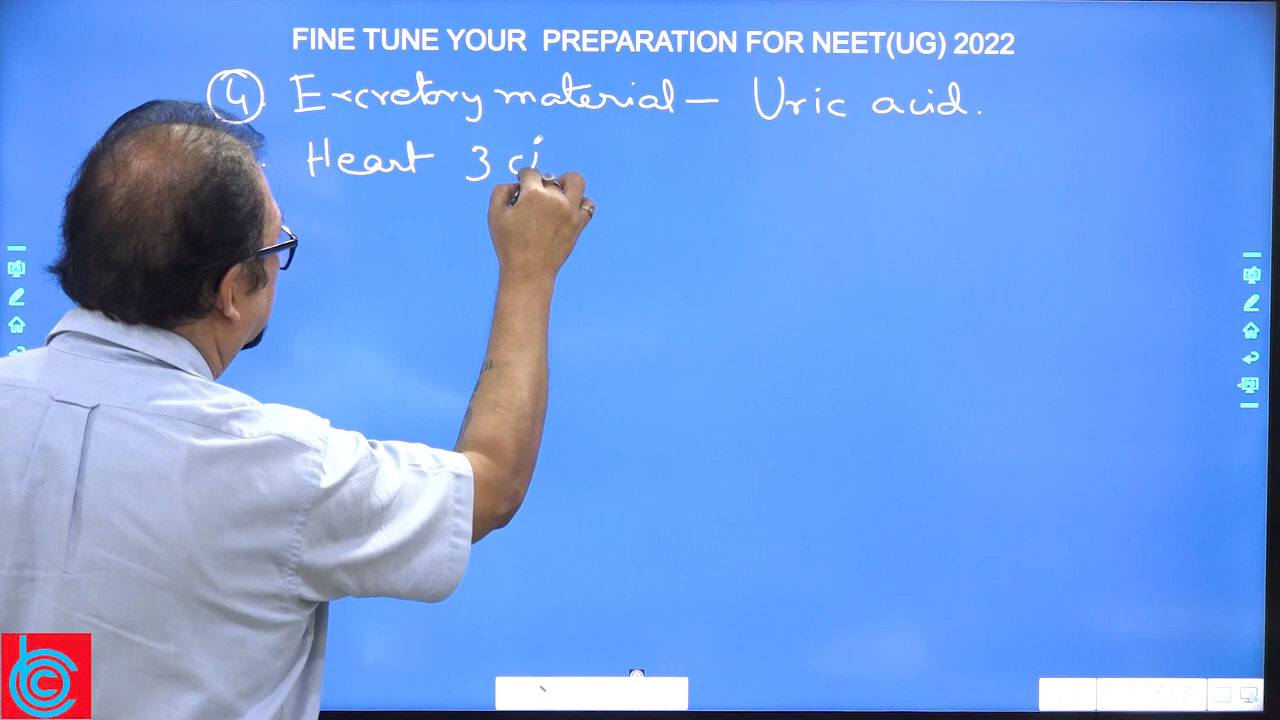 FINE TUNE YOUR PREPARATION FOR NEET(UG) 2022
4. Excretory material — Uric acid.
Heart 3